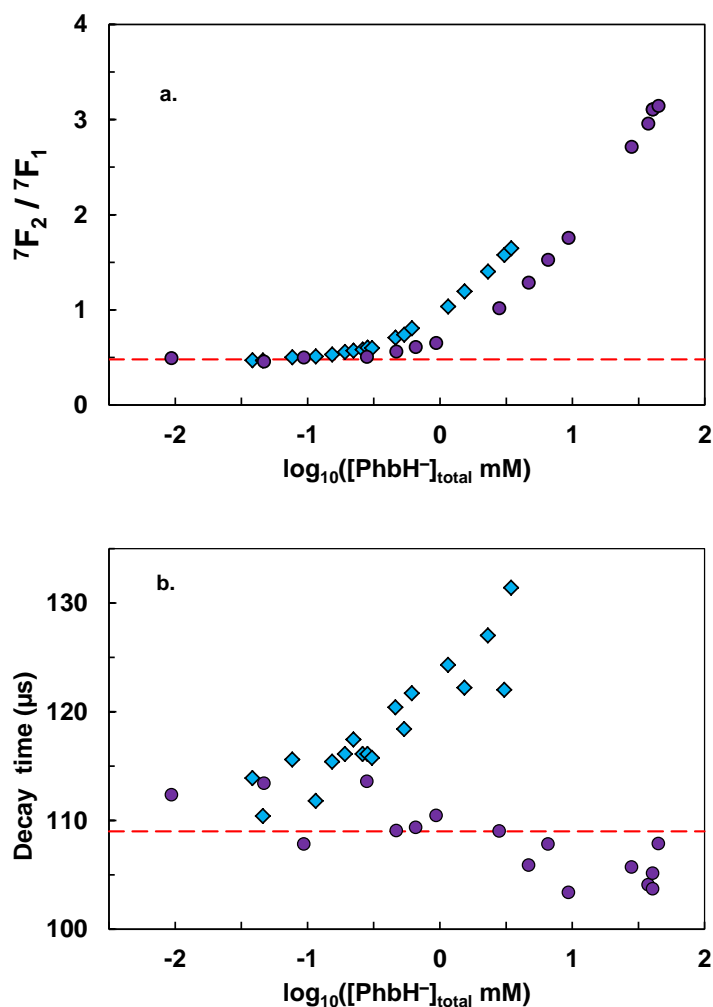 4
a.
3
⁷F₂ / ⁷F₁
2
1
0
-2 -1 0 1 2
log₁₀([PhbH⁻]total mM)
b.
130
Decay time (µs)
120
110
100
-2 -1 0 1 2
log₁₀([PhbH⁻]total mM)